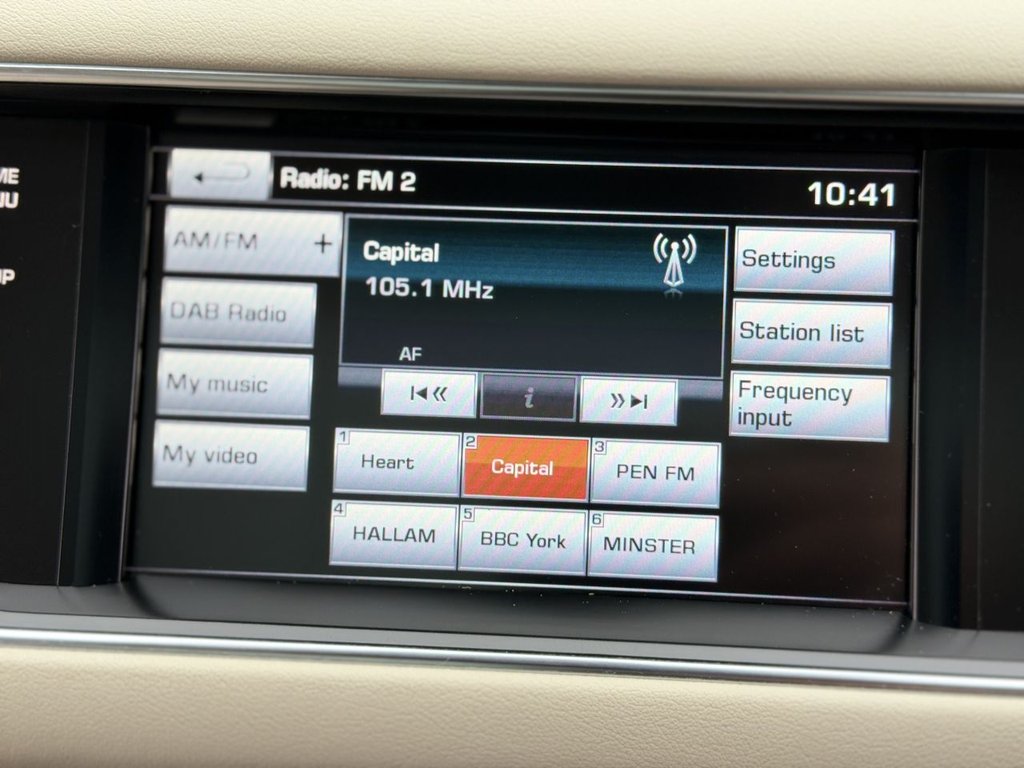 Radio: FM 2
10:41
AM/FM +
Capital
105.1 MHz
AF
DAB Radio
My music
My video
i
Settings
Station list
Frequency
input
1 Heart
2 Capital
3 PEN FM
4 HALLAM
5 BBC York
6 MINSTER